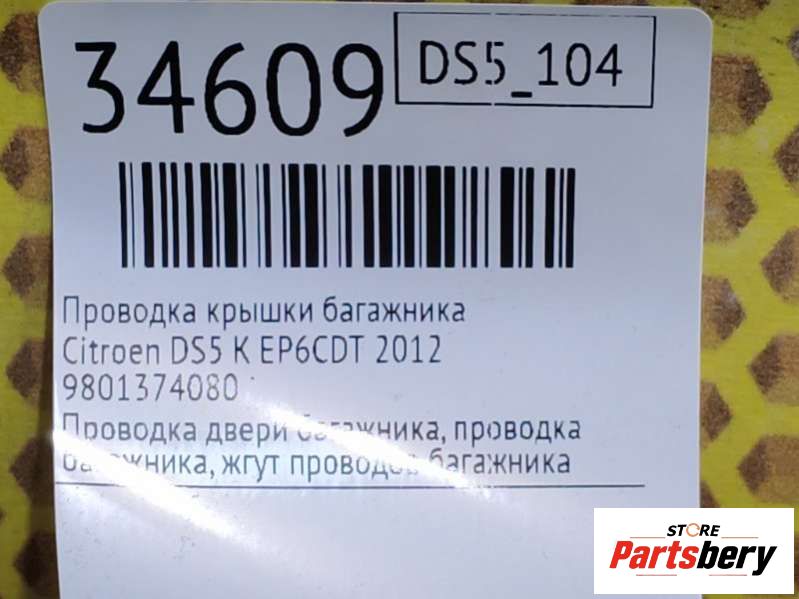 34609
DS5_104
Проводка крышки багажника
Citroen DS5 K EP6CDT 2012
9801374080
Проводка двери багажника, проводка
багажника, жгут проводов багажника
STORE
Partsbery